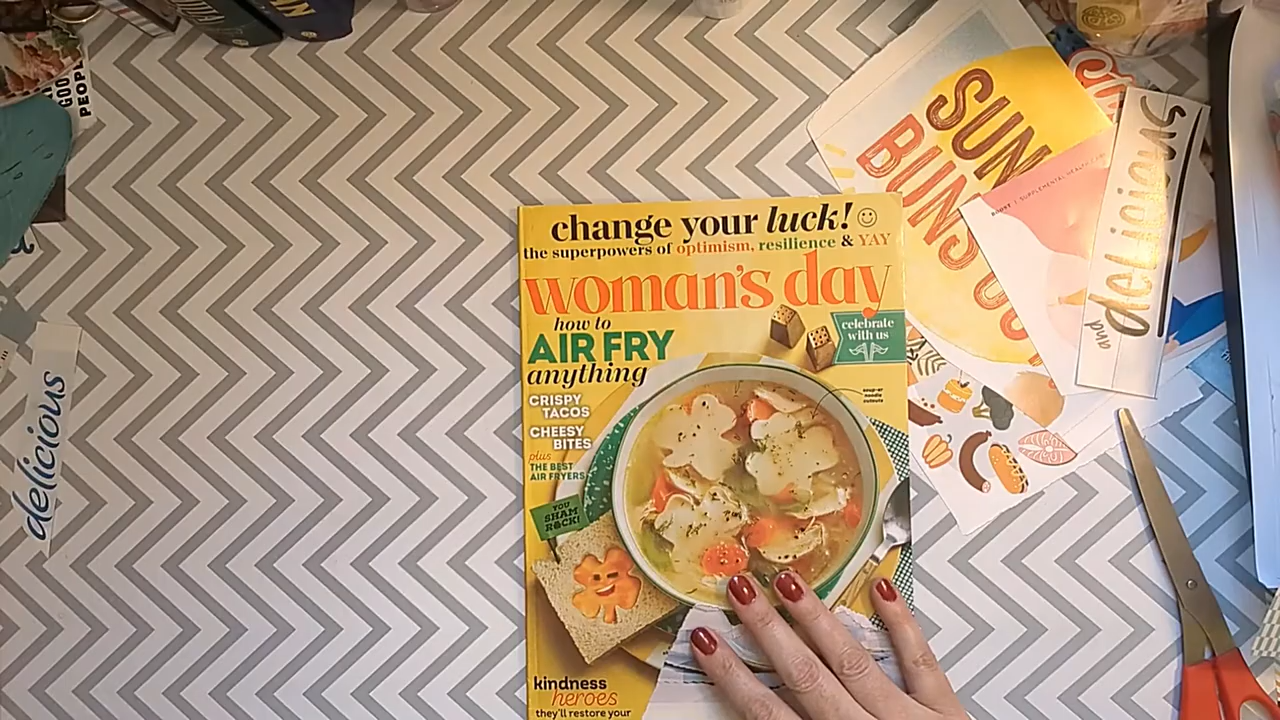 change your luck!
the superpowers of optimism, resilience & YAY
woman's day
how to
AIR FRY
anything
CRISPY
TACOS
CHEESY
BITES
plus
THE BEST
AIR FRYERS
celebrate
with us
YOU
SHAM
ROCK!
kindness
heroes
they'll restore your
SUN
BUNS
and delicious
delicious
GOO
PEOPL